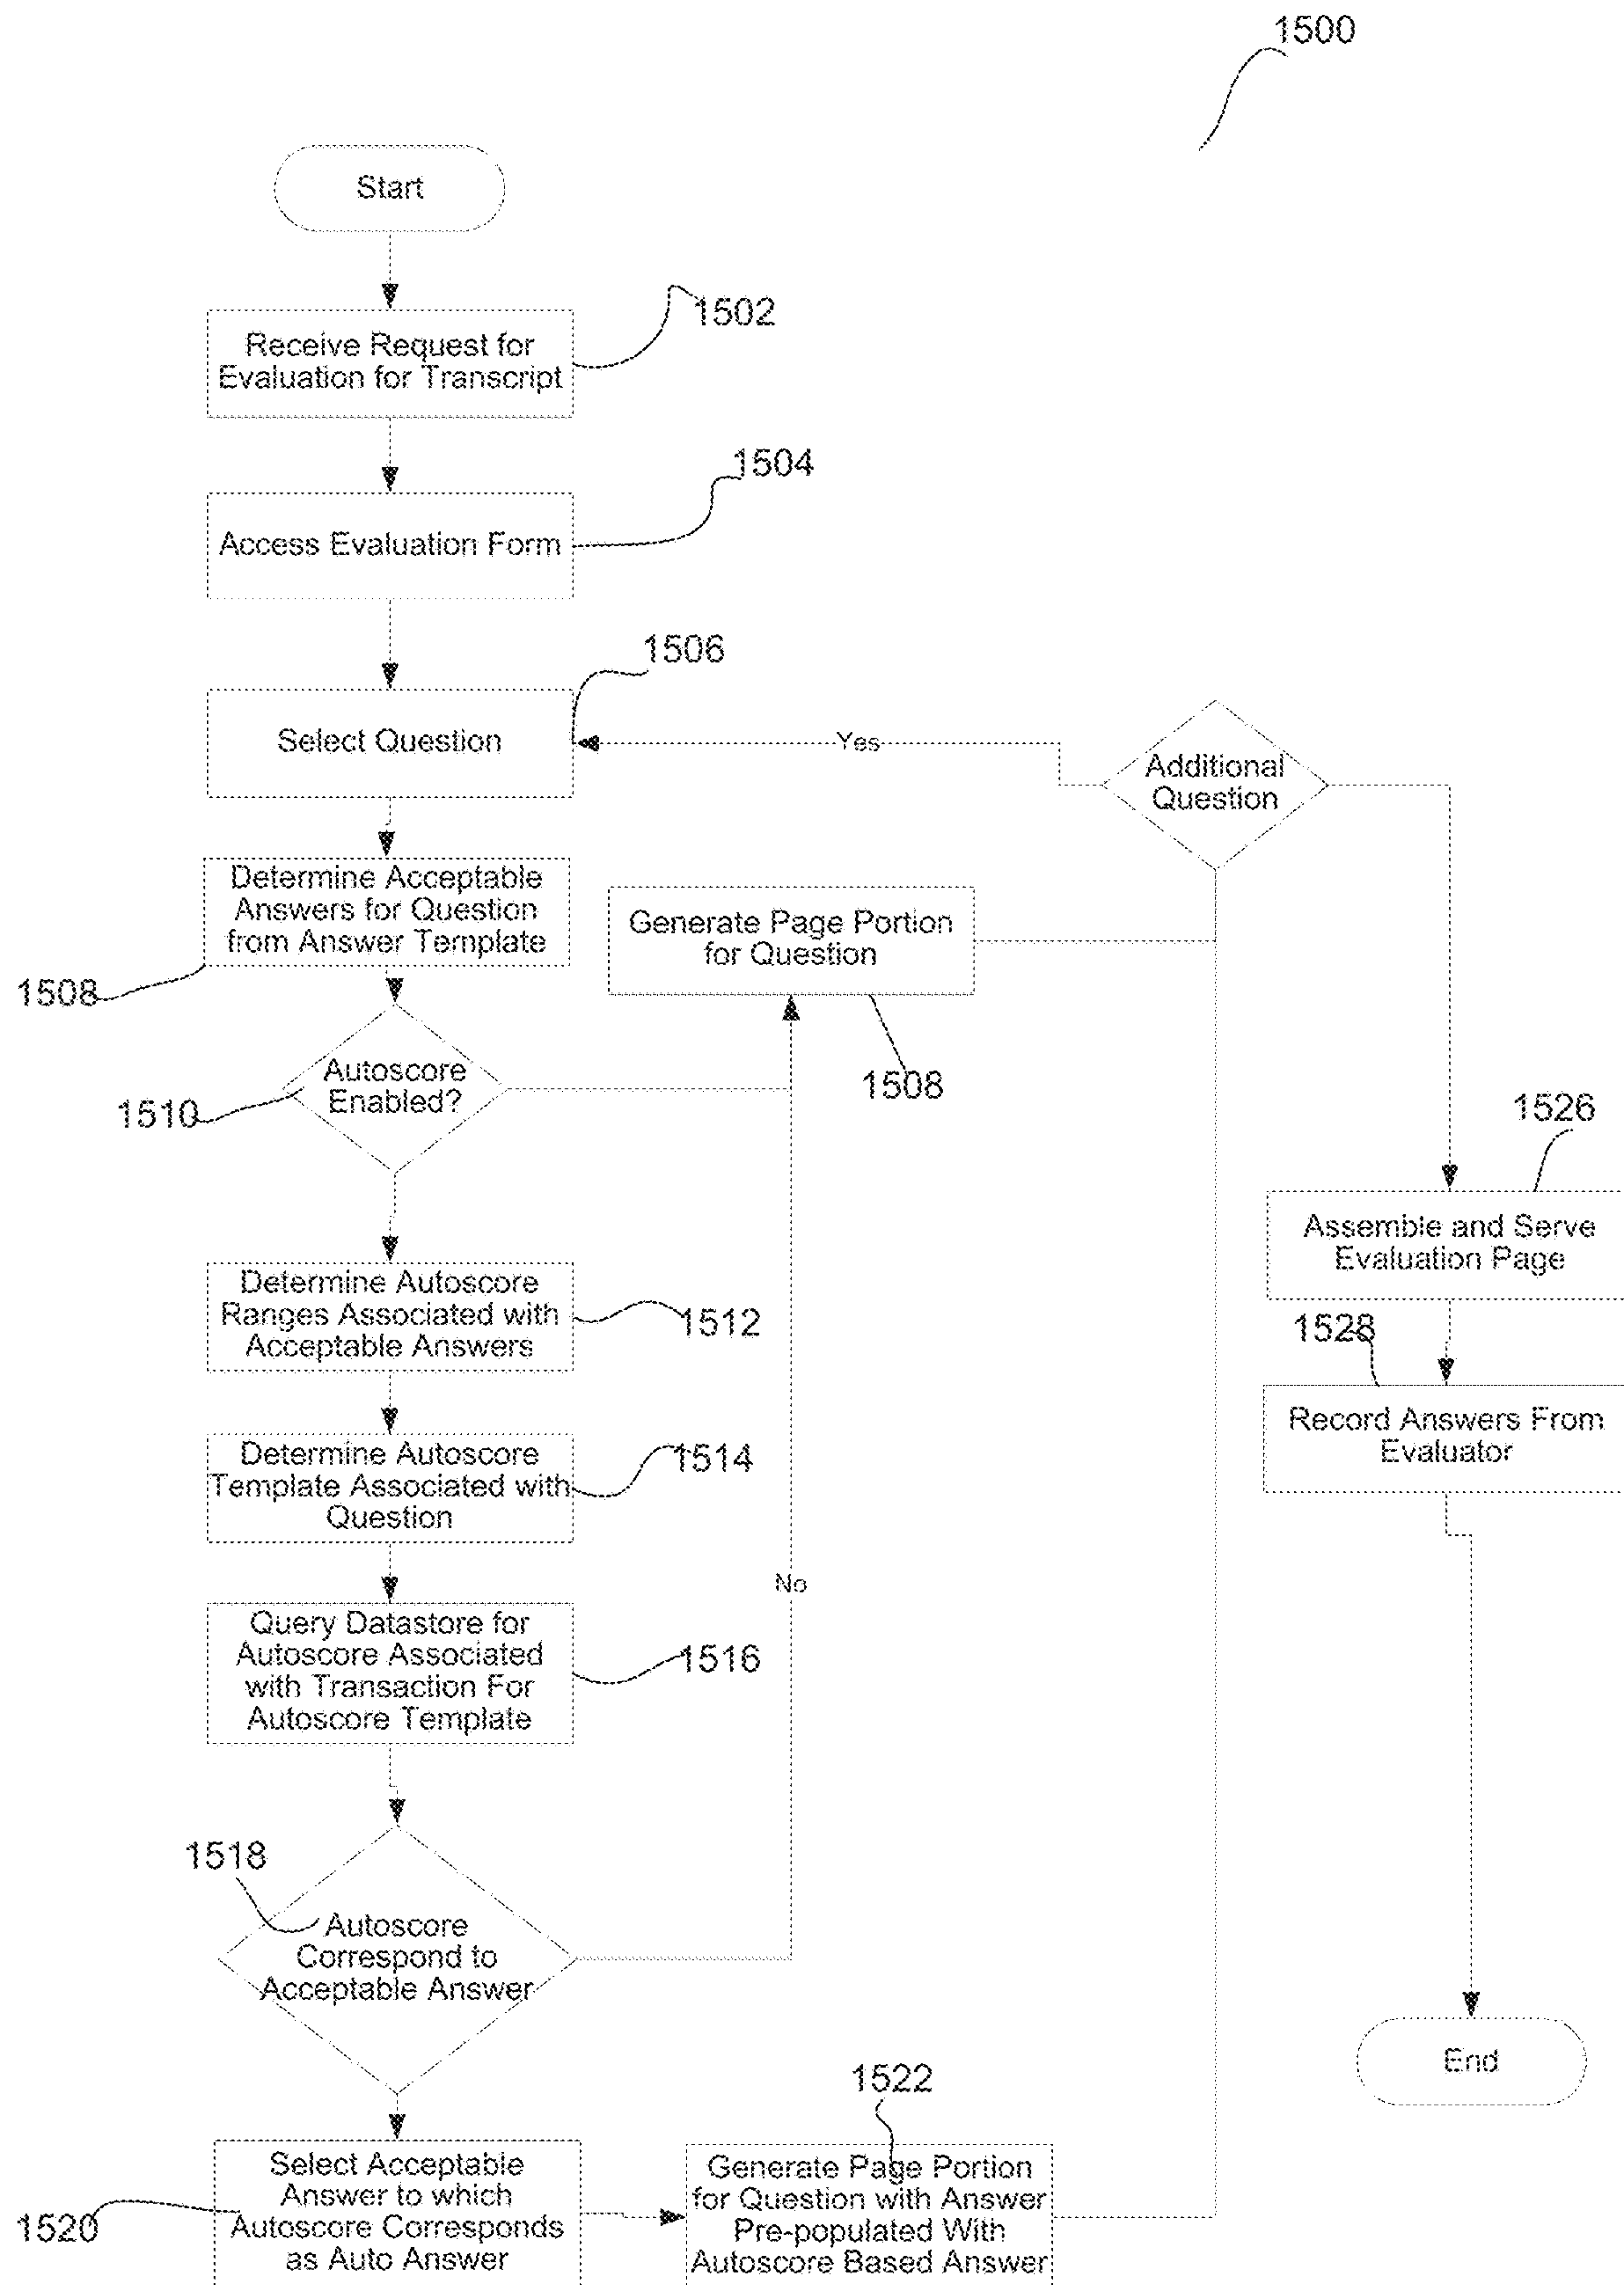 1500
Start
1502
Receive Request for
Evaluation for Transcript
1504
Access Evaluation Form
1506
Select Question
Yes
Additional
Question
Determine Acceptable
Answers for Question
from Answer Template
1508
Generate Page Portion
for Question
1508
Autoscore
Enabled?
1510
1526
Assemble and Serve
Evaluation Page
Determine Autoscore
Ranges Associated with
Acceptable Answers
1512
1528
Record Answers From
Evaluator
Determine Autoscore
Template Associated with
Question
1514
No
Query Datastore for
Autoscore Associated
with Transaction For
Autoscore Template
1516
1518
Autoscore
Correspond to
Acceptable Answer
End
1522
Select Acceptable
Answer to which
Autoscore Corresponds
as Auto Answer
1520
Generate Page Portion
for Question with Answer
Pre-populated With
Autoscore Based Answer